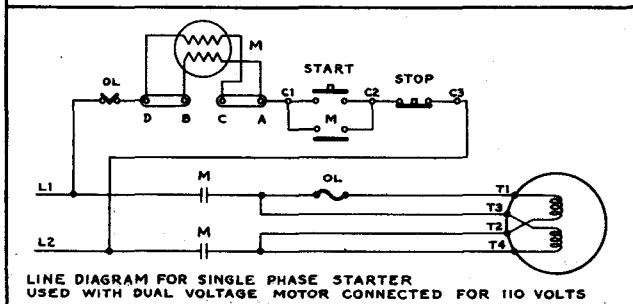 M
START
STOP
OL
C1
C2
C3
D
B
C
A
M
L1
M
OL
T1
T3
L2
M
T2
T4
LINE DIAGRAM FOR SINGLE PHASE STARTER
USED WITH DUAL VOLTAGE MOTOR CONNECTED FOR 110 VOLTS